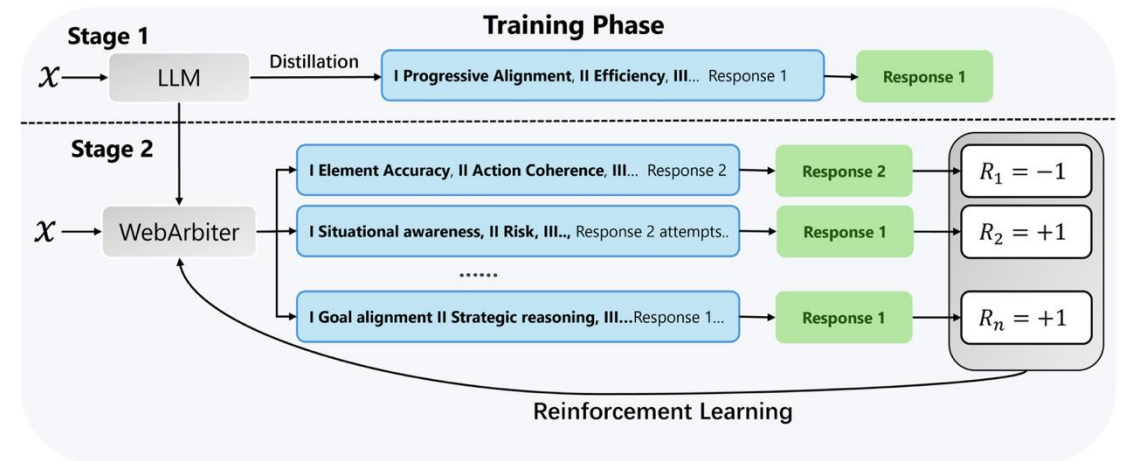 Training Phase
Stage 1
x
LLM
Distillation
I Progressive Alignment, II Efficiency, III... Response 1
Response 1
Stage 2
x
WebArbiter
I Element Accuracy, II Action Coherence, III... Response 2
Response 2
R₁ = −1
I Situational awareness, II Risk, III.., Response 2 attempts..
Response 1
R₂ = +1
......
I Goal alignment II Strategic reasoning, III...Response 1...
Response 1
Rₙ = +1
Reinforcement Learning